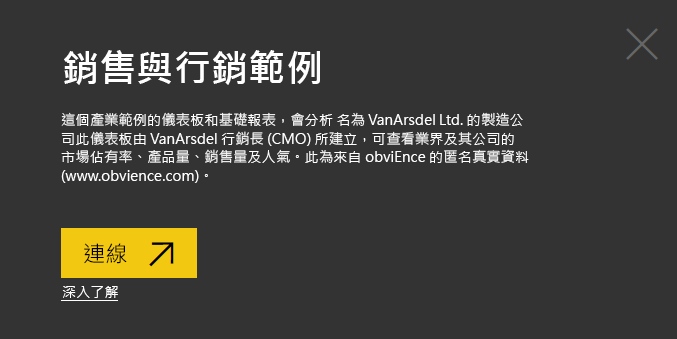 銷售與行銷範例
這個產業範例的儀表板和基礎報表，會分析 名為 VanArsdel Ltd. 的製造公
司此儀表板由 VanArsdel 行銷長 (CMO) 所建立，可查看業界及其公司的
市場佔有率、產品量、銷售量及人氣。此為來自 obviEnce 的匿名真實資料
(www.obvience.com)。
連線
深入了解